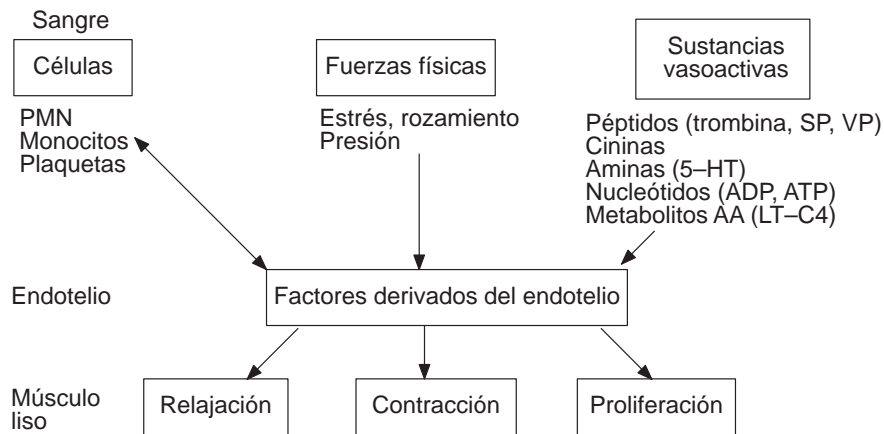 Sangre
Células
PMN
Monocitos
Plaquetas
Fuerzas físicas
Estrés, rozamiento
Presión
Sustancias
vasoactivas
Péptidos (trombina, SP, VP)
Cininas
Aminas (5–HT)
Nucleótidos (ADP, ATP)
Metabolitos AA (LT–C4)
Endotelio
Factores derivados del endotelio
Músculo
liso
Relajación
Contracción
Proliferación